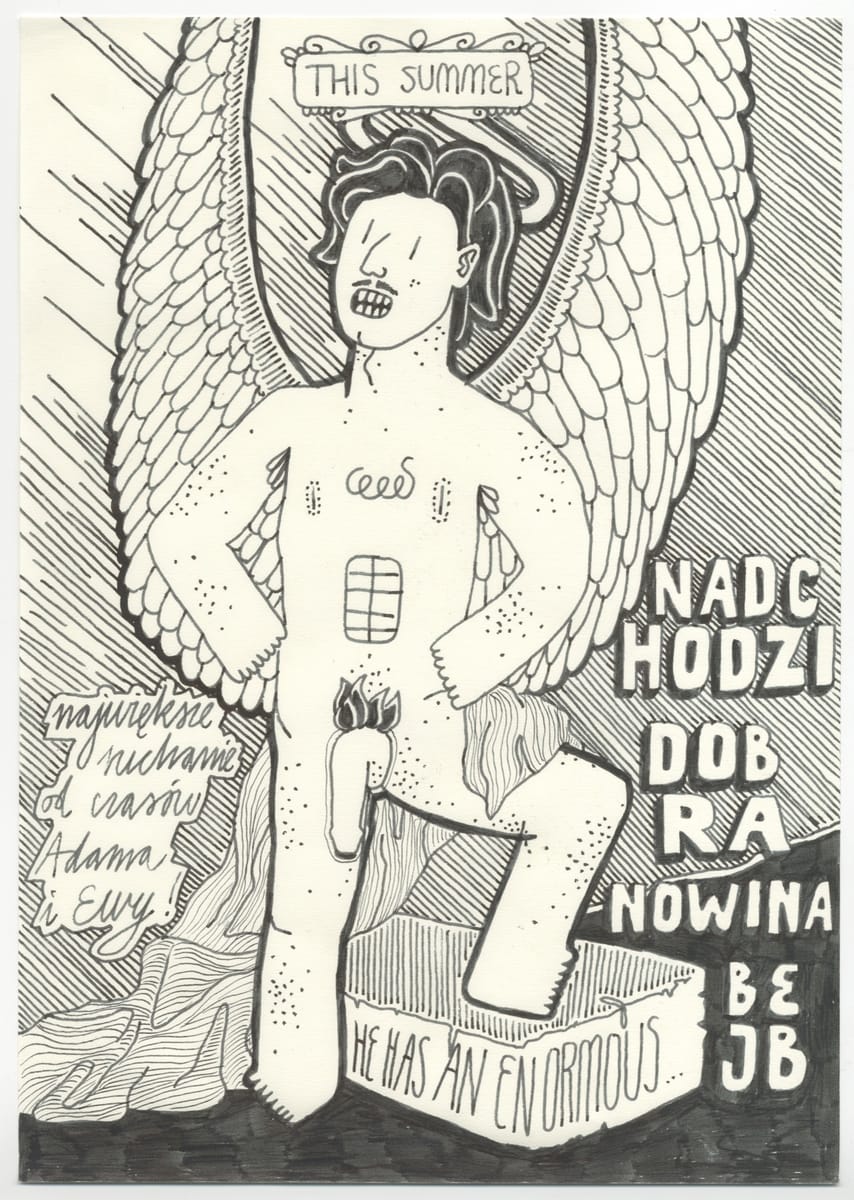 THIS SUMMER
NADC
HODZI
DOB
RA
NOWINA
BE
JB
największe
ruchanie
od czasów
Adama
i Ewy!
HE HAS AN ENORMOUS...